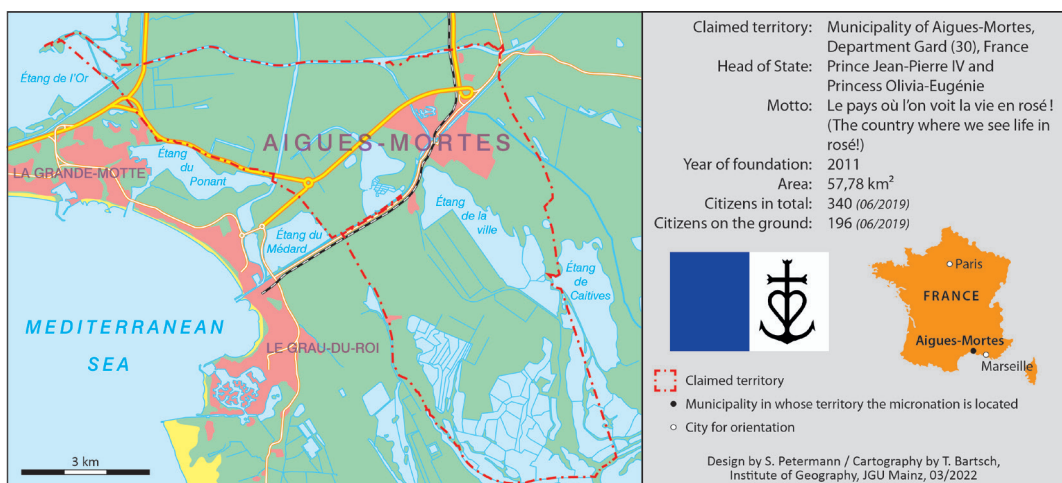 Étang de l'Or
AIGUES-MORTES
Étang
du
Ponant
LA GRANDE-MOTTE
Étang
de la
ville
Étang du
Médard
Étang
de
Caitives
MEDITERRANEAN
SEA
LE GRAU-DU-ROI
3 km
Claimed territory: Municipality of Aigues-Mortes,
Department Gard (30), France
Head of State: Prince Jean-Pierre IV and
Princess Olivia-Eugénie
Motto: Le pays où l'on voit la vie en rosé!
(The country where we see life in
rosé!)
Year of foundation: 2011
Area: 57,78 km²
Citizens in total: 340 (06/2019)
Citizens on the ground: 196 (06/2019)
Paris
FRANCE
Aigues-Mortes
Marseille
Claimed territory
Municipality in whose territory the micronation is located
City for orientation
Design by S. Petermann / Cartography by T. Bartsch,
Institute of Geography, JGU Mainz, 03/2022